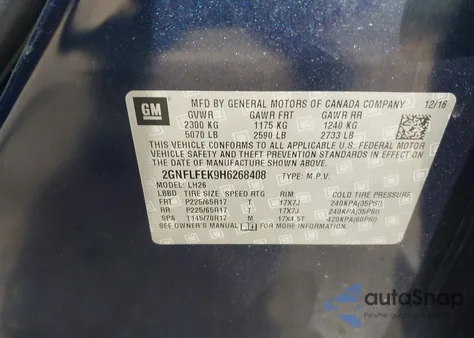 GM
MFD BY GENERAL MOTORS OF CANADA COMPANY 12/16
GVWR GAWR FRT GAWR RR
2300 KG 1175 KG 1240 KG
5070 LB 2590 LB 2733 LB
THIS VEHICLE CONFORMS TO ALL APPLICABLE U.S. FEDERAL MOTOR
VEHICLE SAFETY AND THEFT PREVENTION STANDARDS IN EFFECT ON
THE DATE OF MANUFACTURE SHOWN ABOVE.
2GNFLFEK9H6268408 TYPE: M.P.V.
MODEL: LH26
LBBD TIRE SIZE SPEED RTG RIM COLD TIRE PRESSURE
FRT P225/65R17 T 17X7J 240KPA(35PSI)
RR P225/65R17 T 17X7J 240KPA(35PSI)
SPA T145/70R17 M 17X4.5T 420KPA(60PSI)
SEE OWNER'S MANUAL FOR MORE INFORMATION.
autoSnap